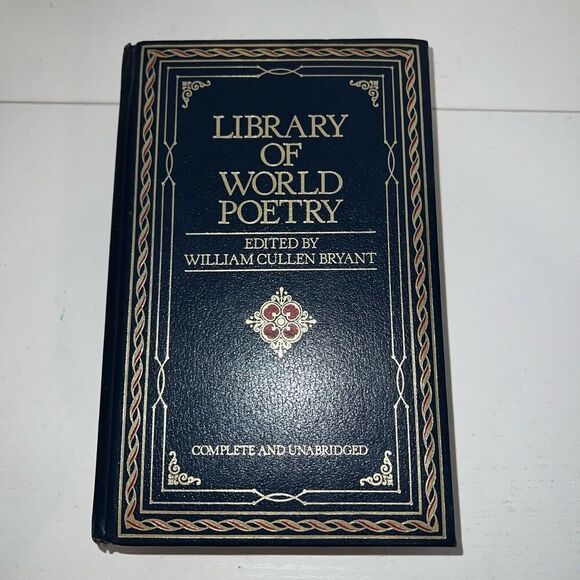 LIBRARY
OF
WORLD
POETRY
EDITED BY
WILLIAM CULLEN BRYANT
COMPLETE AND UNABRIDGED